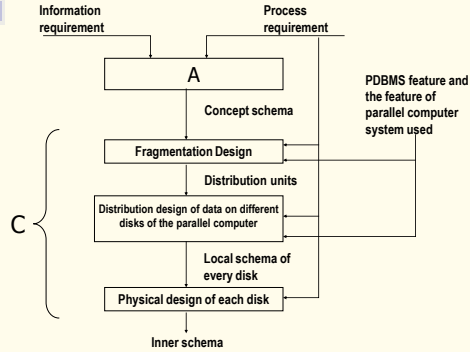 Information
requirement
Process
requirement
A
PDBMS feature and
the feature of
parallel computer
system used
Concept schema
Fragmentation Design
Distribution units
C
Distribution design of data on different
disks of the parallel computer
Local schema of
every disk
Physical design of each disk
Inner schema